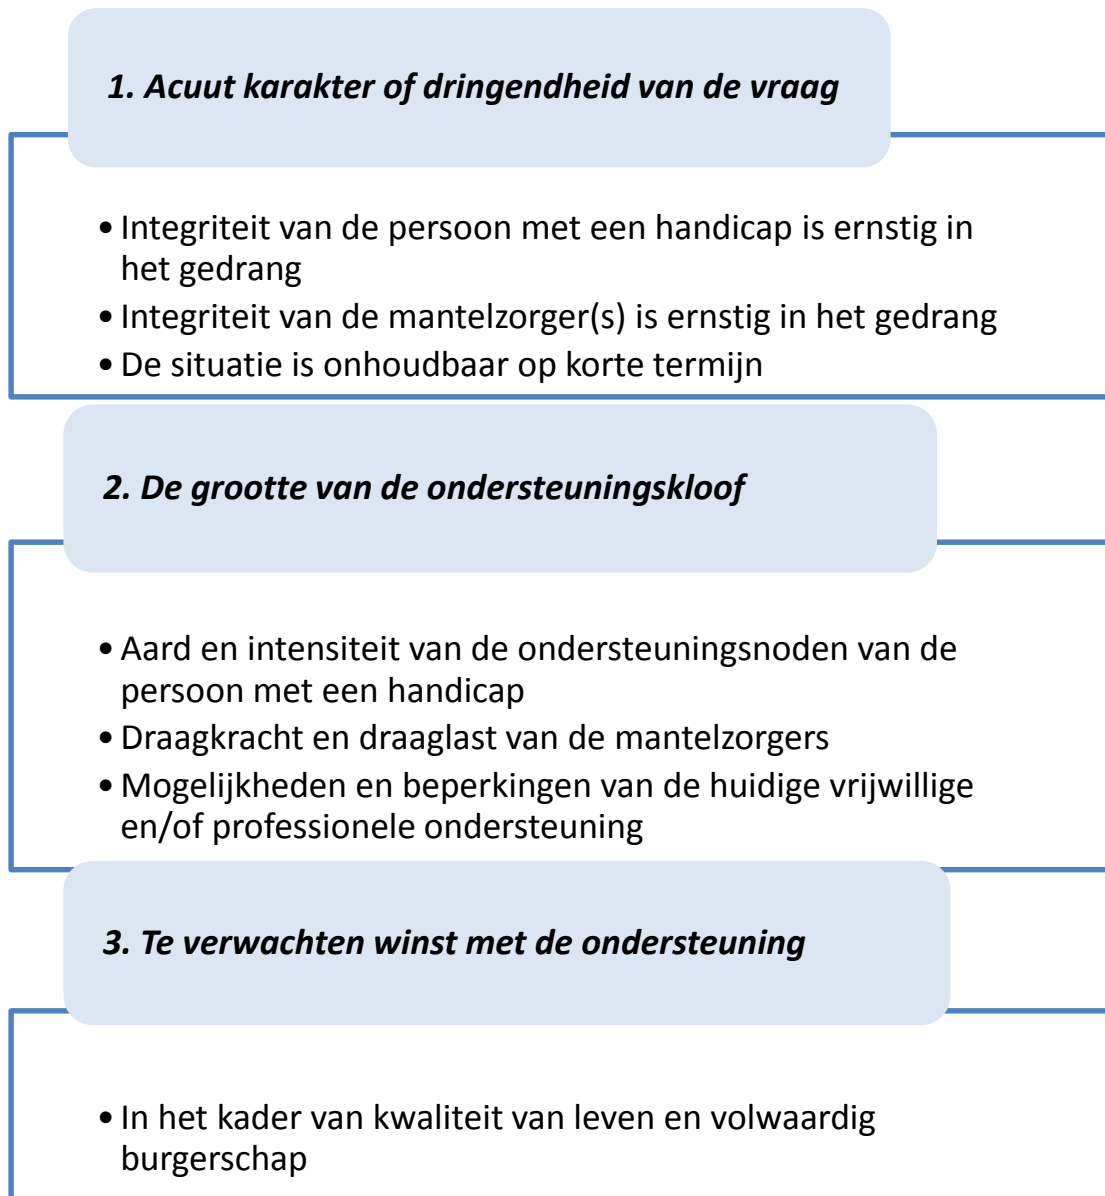 1. Acuut karakter of dringendheid van de vraag
• Integriteit van de persoon met een handicap is ernstig in
het gedrang
• Integriteit van de mantelzorger(s) is ernstig in het gedrang
• De situatie is onhoudbaar op korte termijn
2. De grootte van de ondersteuningskloof
• Aard en intensiteit van de ondersteuningsnoden van de
persoon met een handicap
• Draagkracht en draaglast van de mantelzorgers
• Mogelijkheden en beperkingen van de huidige vrijwillige
en/of professionele ondersteuning
3. Te verwachten winst met de ondersteuning
• In het kader van kwaliteit van leven en volwaardig
burgerschap